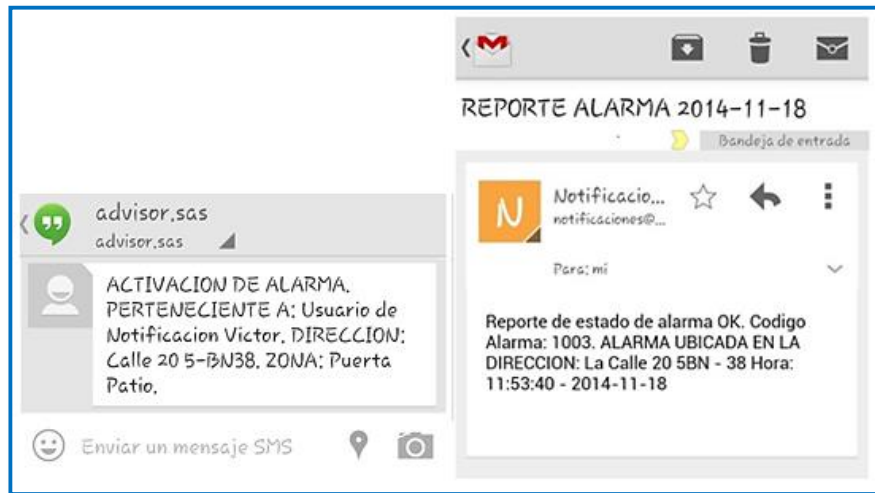 advisor.sas
advisor.sas
ACTIVACION DE ALARMA.
PERTENECIENTE A: Usuario de
Notificacion Victor. DIRECCION:
Calle 20 5-BN38. ZONA: Puerta
Patio.
Enviar un mensaje SMS
REPORTE ALARMA 2014-11-18
Bandeja de entrada
N
Notificacio...
notificaciones@...
Para: mí
Reporte de estado de alarma OK. Codigo
Alarma: 1003. ALARMA UBICADA EN LA
DIRECCION: La Calle 20 5BN - 38 Hora:
11:53:40 - 2014-11-18